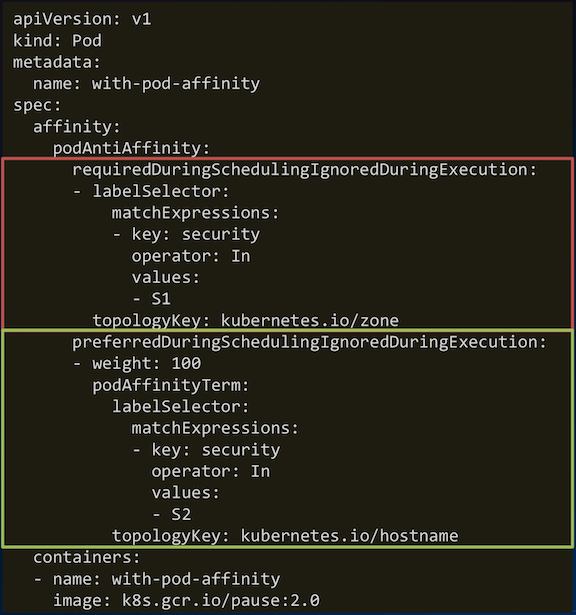 apiVersion: v1
kind: Pod
metadata:
  name: with-pod-affinity
spec:
  affinity:
    podAntiAffinity:
      requiredDuringSchedulingIgnoredDuringExecution:
      - labelSelector:
          matchExpressions:
          - key: security
            operator: In
            values:
            - S1
        topologyKey: kubernetes.io/zone
      preferredDuringSchedulingIgnoredDuringExecution:
      - weight: 100
        podAffinityTerm:
          labelSelector:
            matchExpressions:
            - key: security
              operator: In
              values:
              - S2
          topologyKey: kubernetes.io/hostname
  containers:
  - name: with-pod-affinity
    image: k8s.gcr.io/pause:2.0